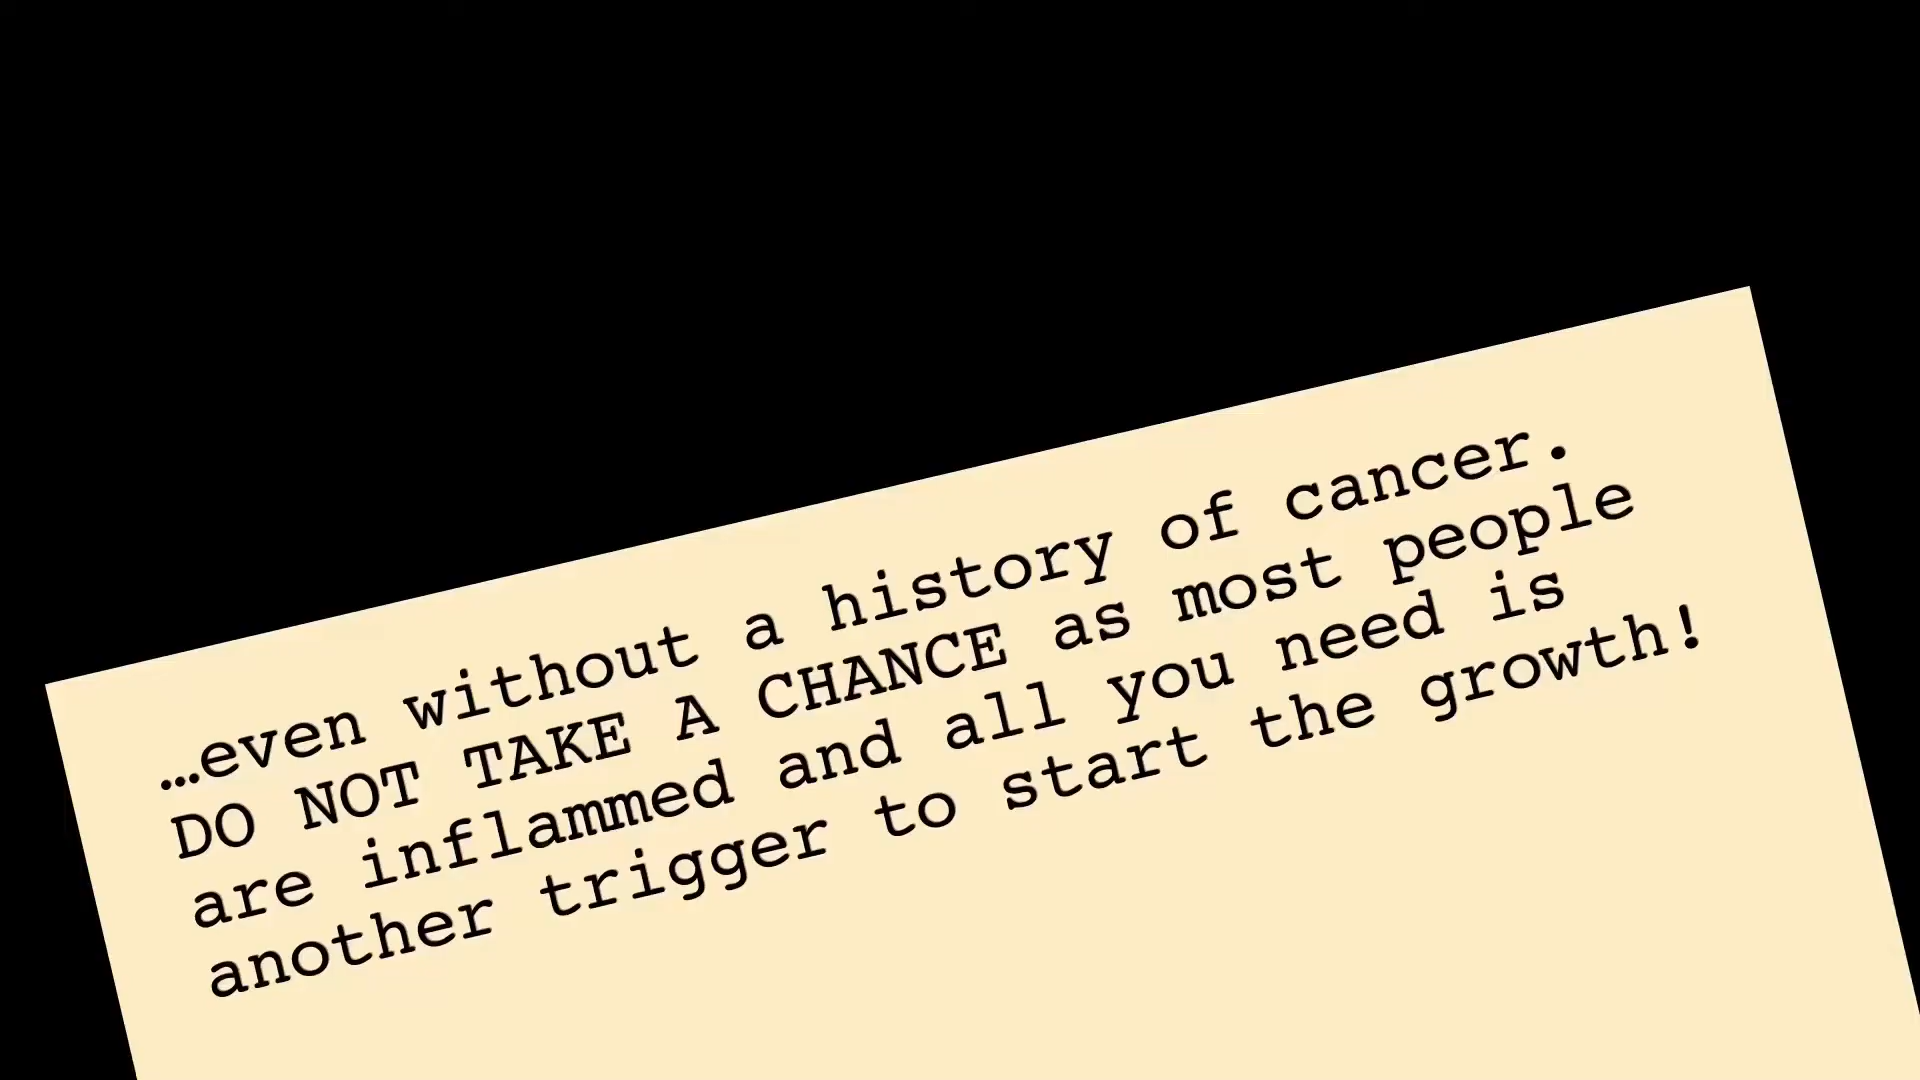 …even without a history of cancer.
DO NOT TAKE A CHANCE as most people
are inflammed and all you need is
another trigger to start the growth!